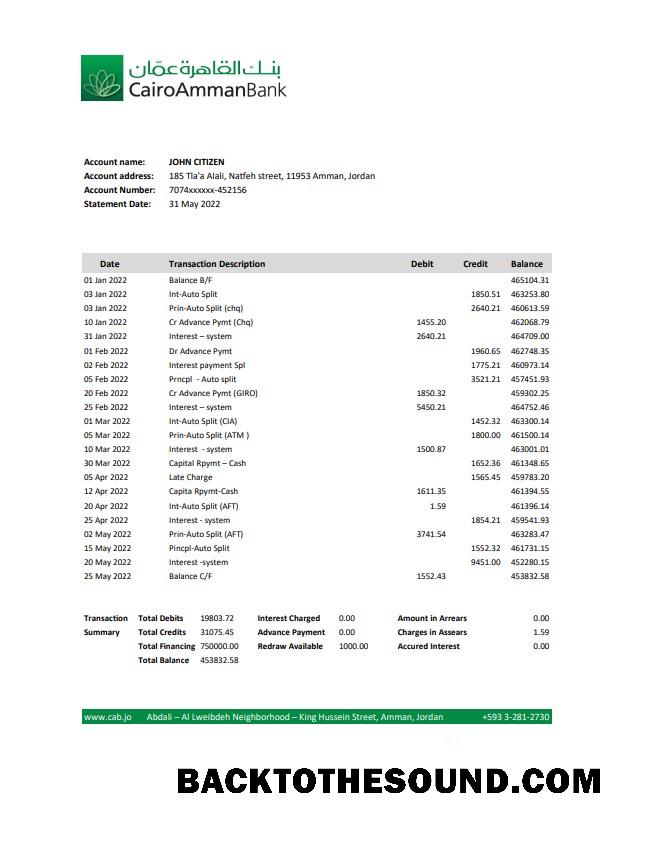 بنك القاهرة عمّان
CairoAmmanBank
Account name: JOHN CITIZEN
Account address: 185 Tla'a Alali, Natfeh street, 11953 Amman, Jordan
Account Number: 7074xxxxxx-452156
Statement Date: 31 May 2022
Date Transaction Description Debit Credit Balance
01 Jan 2022 Balance B/F 465104.31
03 Jan 2022 Int-Auto Split 1850.51 463253.80
03 Jan 2022 Prin-Auto Split (chq) 2640.21 460613.59
10 Jan 2022 Cr Advance Pymt (Chq) 1455.20 462068.79
31 Jan 2022 Interest – system 2640.21 464709.00
01 Feb 2022 Dr Advance Pymt 1960.65 462748.35
02 Feb 2022 Interest payment Spl 1775.21 460973.14
05 Feb 2022 Prncpl - Auto split 3521.21 457451.93
20 Feb 2022 Cr Advance Pymt (GIRO) 1850.32 459302.25
25 Feb 2022 Interest – system 5450.21 464752.46
01 Mar 2022 Int-Auto Split (CIA) 1452.32 463300.14
05 Mar 2022 Prin-Auto Split (ATM ) 1800.00 461500.14
10 Mar 2022 Interest - system 1500.87 463001.01
30 Mar 2022 Capital Rpymt – Cash 1652.36 461348.65
05 Apr 2022 Late Charge 1565.45 459783.20
12 Apr 2022 Capita Rpymt-Cash 1611.35 461394.55
20 Apr 2022 Int-Auto Split (AFT) 1.59 461396.14
25 Apr 2022 Interest - system 1854.21 459541.93
02 May 2022 Prin-Auto Split (AFT) 3741.54 463283.47
15 May 2022 Pincpl-Auto Split 1552.32 461731.15
20 May 2022 Interest -system 9451.00 452280.15
25 May 2022 Balance C/F 1552.43 453832.58
Transaction Total Debits 19803.72 Interest Charged 0.00 Amount in Arrears 0.00
Summary Total Credits 31075.45 Advance Payment 0.00 Charges in Assears 1.59
Total Financing 750000.00 Redraw Available 1000.00 Accured Interest 0.00
Total Balance 453832.58
www.cab.jo Abdali – Al Lweibdeh Neighborhood – King Hussein Street, Amman, Jordan +593 3-281-2730
BACKTOTHESOUND.COM